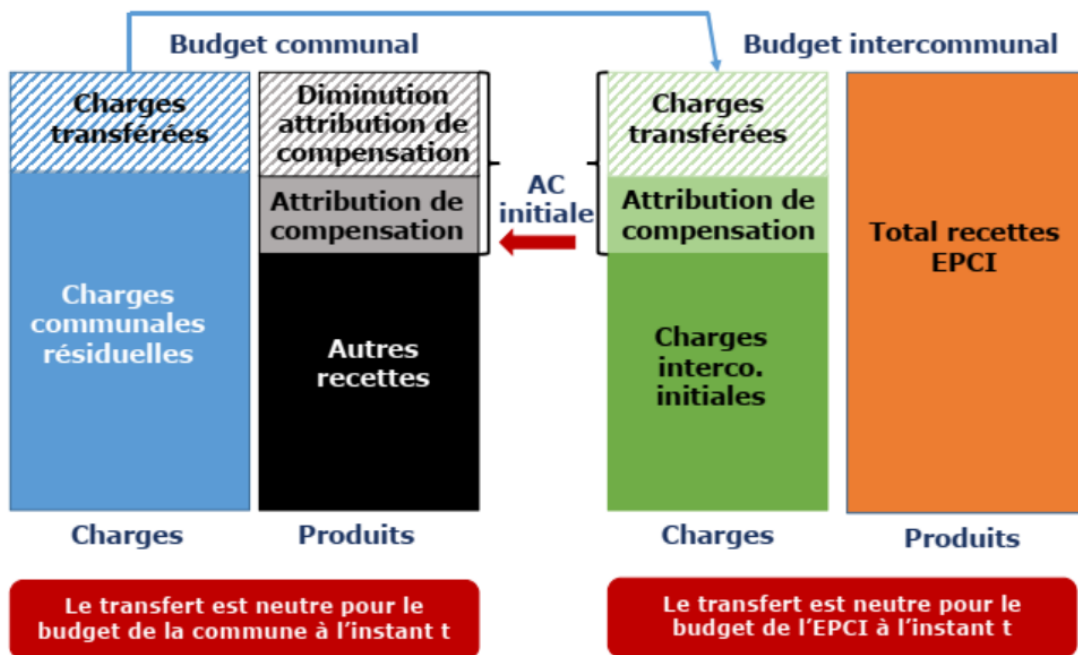 Budget communal
Budget intercommunal
Charges
transférées
Diminution
attribution de
compensation
Attribution de
compensation
Charges
communales
résiduelles
Autres
recettes
AC
initiale
Charges
transférées
Attribution de
compensation
Charges
interco.
initiales
Total recettes
EPCI
Charges
Produits
Charges
Produits
Le transfert est neutre pour le
budget de la commune à l'instant t
Le transfert est neutre pour le
budget de l'EPCI à l'instant t